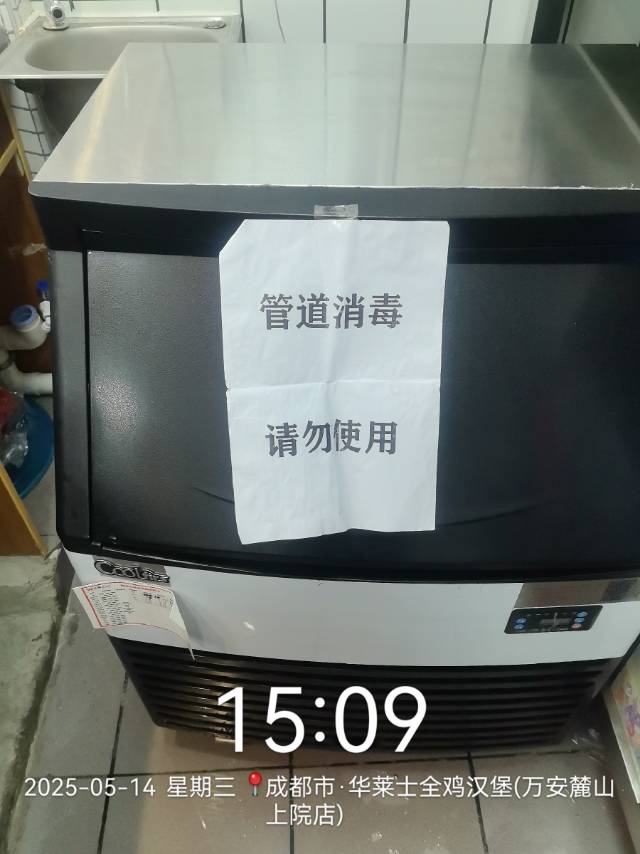 管道消毒
请勿使用
15:09
2025-05-14 星期三 📍成都市·华莱士全鸡汉堡(万安麓山
上院店)